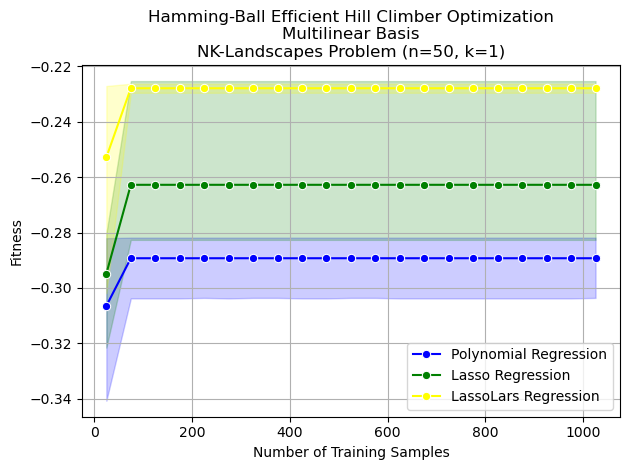 Hamming-Ball Efficient Hill Climber Optimization
Multilinear Basis
NK-Landscapes Problem (n=50, k=1)
Fitness
−0.22
−0.24
−0.26
−0.28
−0.30
−0.32
−0.34
Polynomial Regression
Lasso Regression
LassoLars Regression
0 200 400 600 800 1000
Number of Training Samples